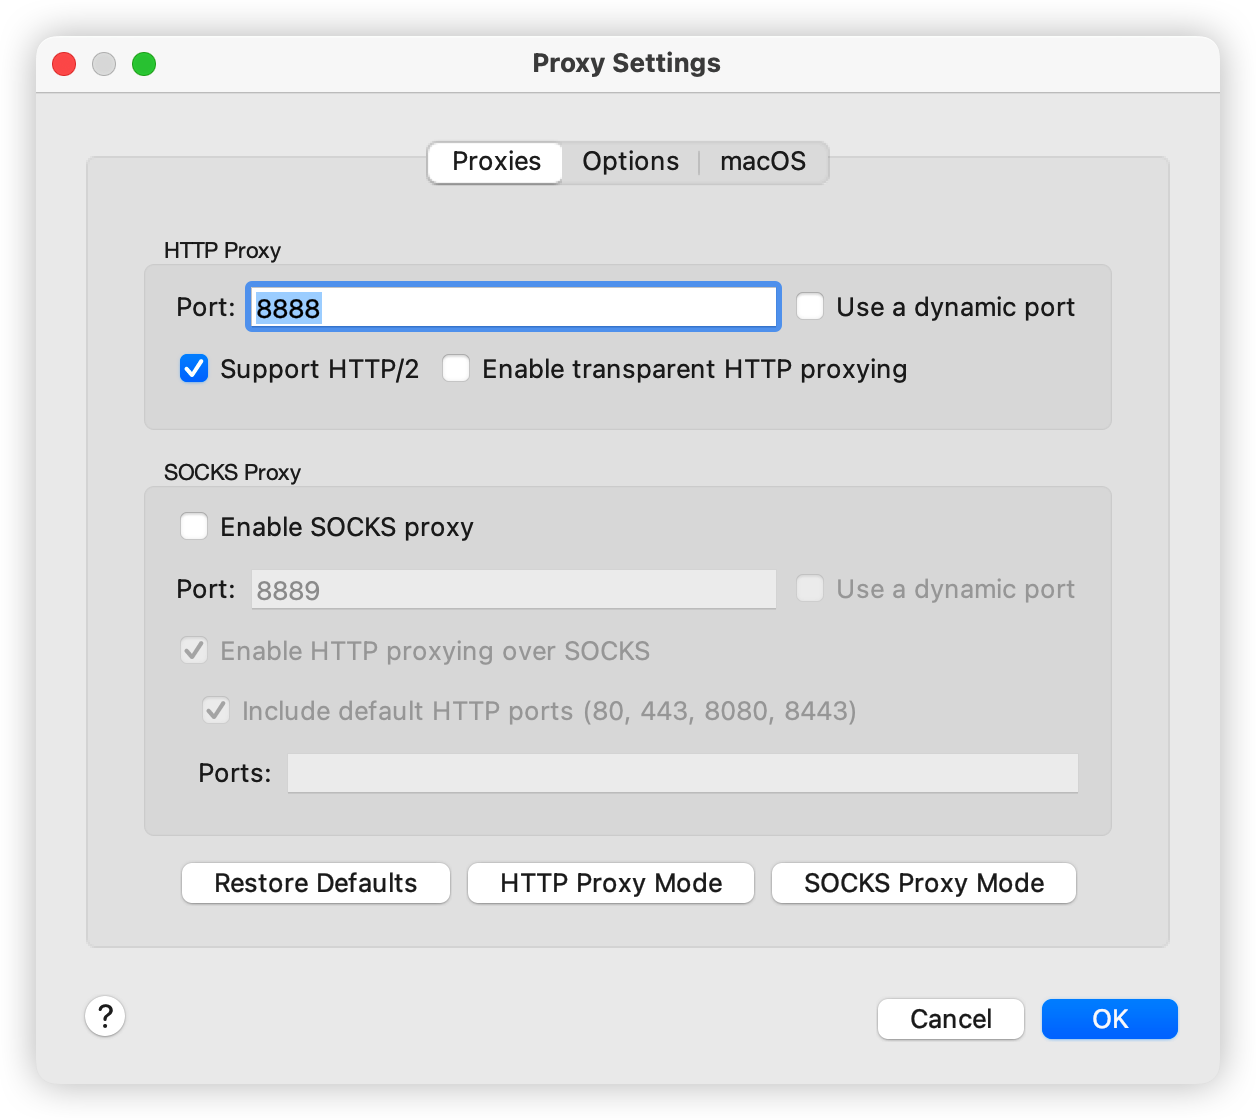 Proxy Settings
Proxies Options macOS
HTTP Proxy
Port: 8888 Use a dynamic port
Support HTTP/2 Enable transparent HTTP proxying
SOCKS Proxy
Enable SOCKS proxy
Port: 8889 Use a dynamic port
Enable HTTP proxying over SOCKS
Include default HTTP ports (80, 443, 8080, 8443)
Ports:
Restore Defaults HTTP Proxy Mode SOCKS Proxy Mode
? Cancel OK